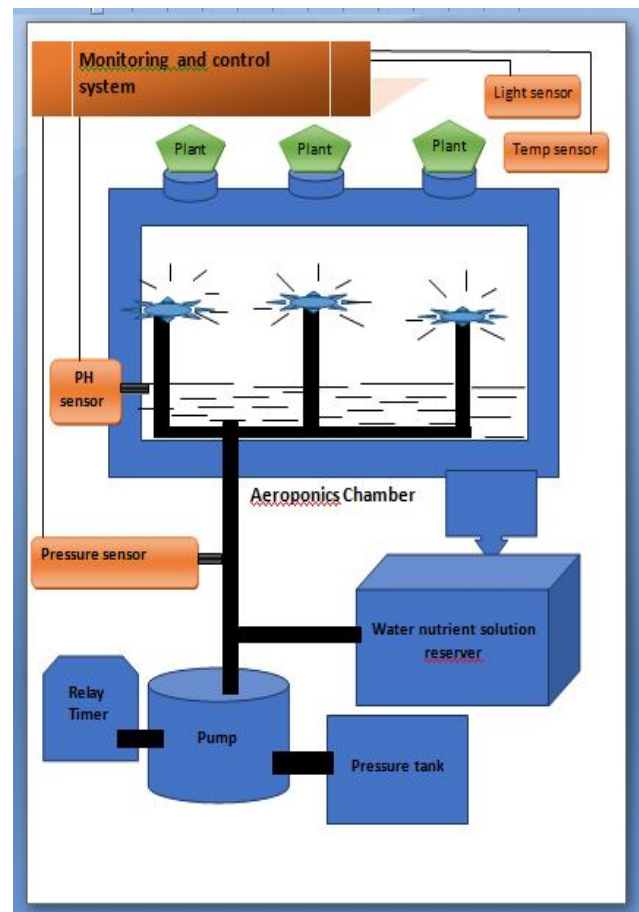 Monitoring and control
system
Light sensor
Temp sensor
Plant
Plant
Plant
PH
sensor
Aeroponics Chamber
Pressure sensor
Water nutrient solution
reserver
Relay
Timer
Pump
Pressure tank